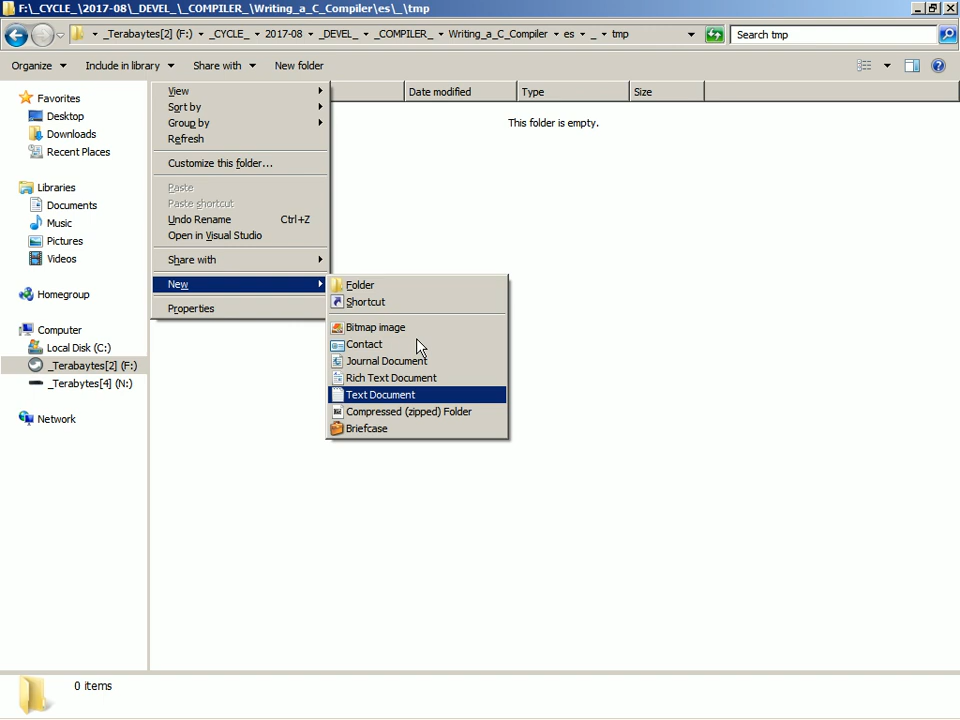 F:\_CYCLE_\2017-08\_DEVEL_\_COMPILER_\Writing_a_C_Compiler\es\_\tmp
_Terabaytes[2] (F:) _CYCLE_ 2017-08 _DEVEL_ _COMPILER_ Writing_a_C_Compiler es _ tmp
Search tmp
Organize Include in library Share with New folder
Date modified Type Size
This folder is empty.
Favorites
Desktop
Downloads
Recent Places
Libraries
Documents
Music
Pictures
Videos
Homegroup
Computer
Local Disk (C:)
_Terabaytes[2] (F:)
_Terabytes[4] (N:)
Network
View
Sort by
Group by
Refresh
Customize this folder...
Paste
Paste shortcut
Undo Rename Ctrl+Z
Open in Visual Studio
Share with
New
Properties
Folder
Shortcut
Bitmap image
Contact
Journal Document
Rich Text Document
Text Document
Compressed (zipped) Folder
Briefcase
0 items